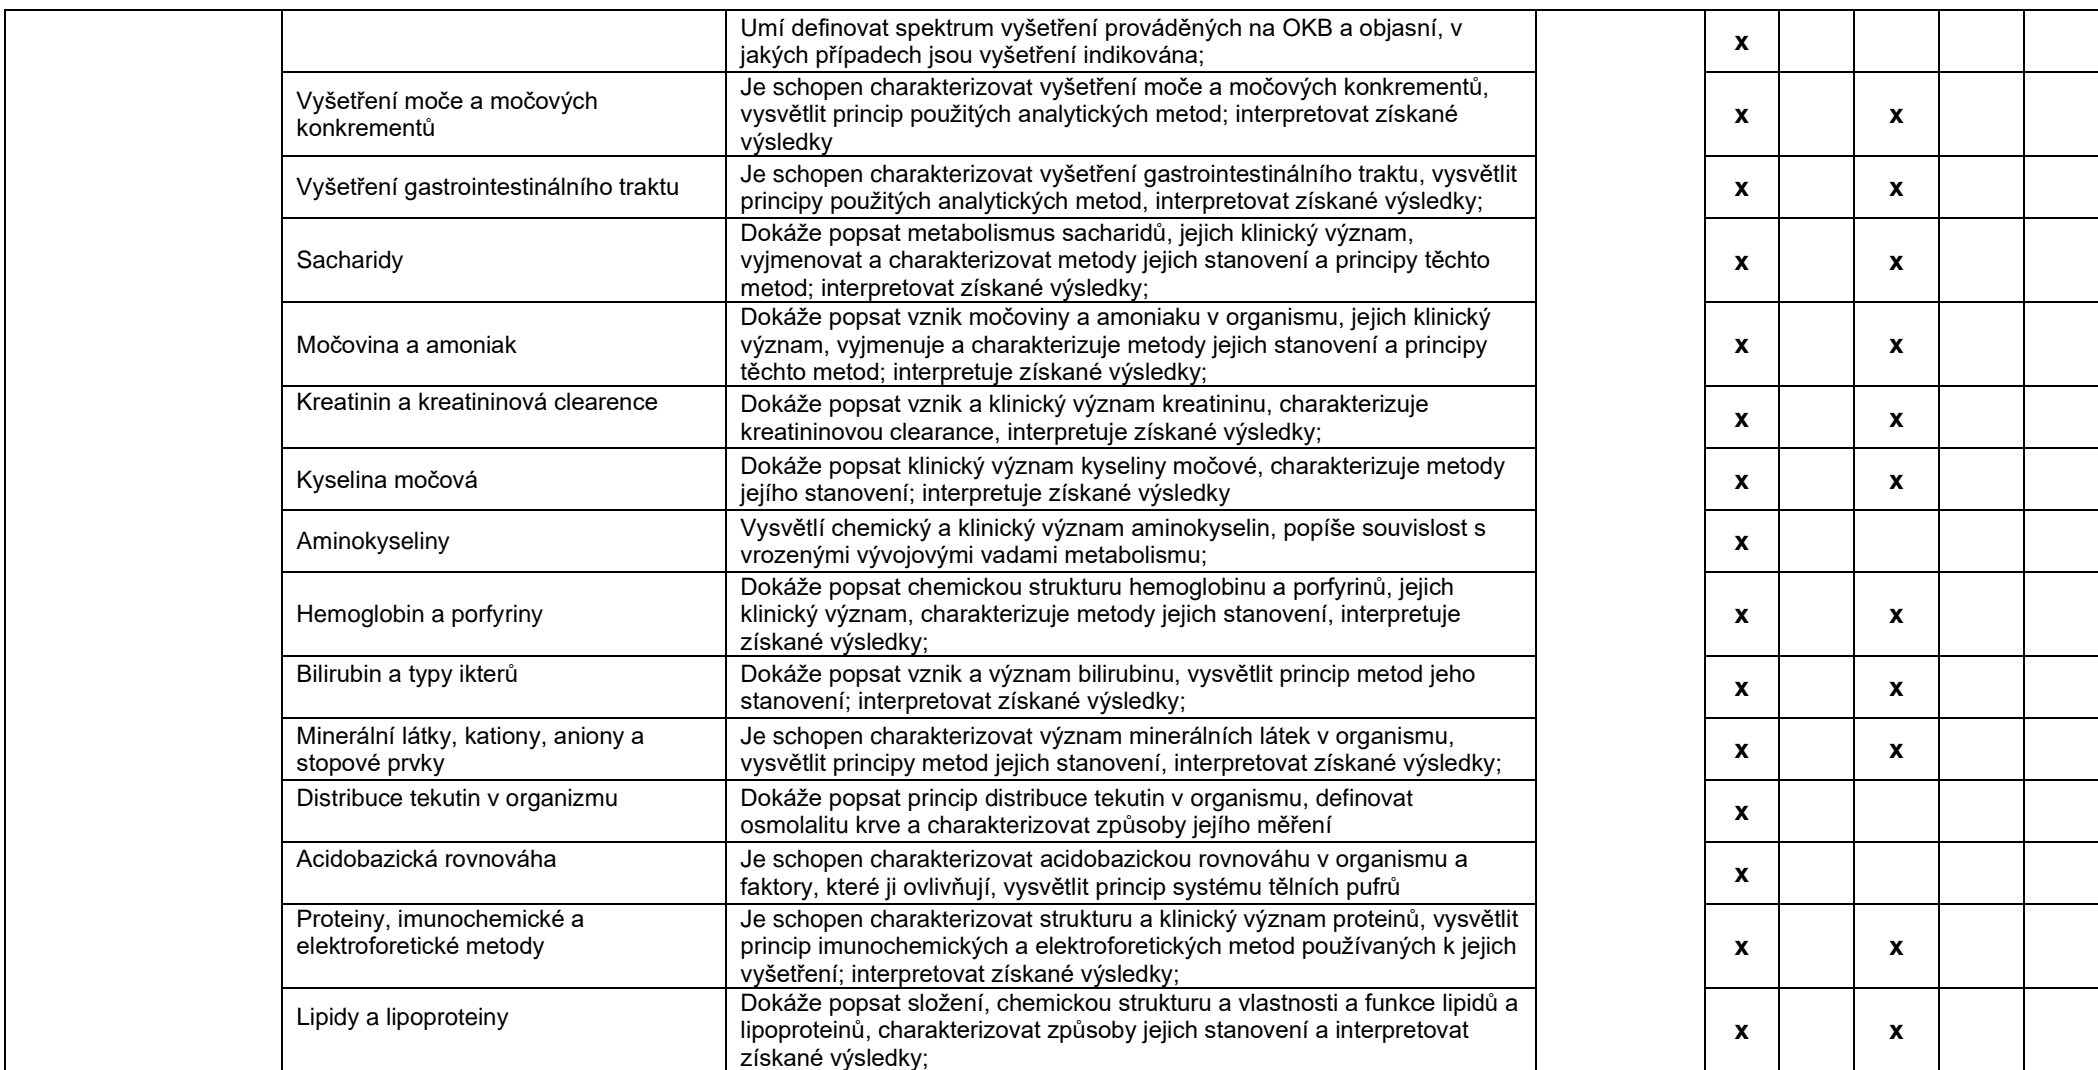 Umí definovat spektrum vyšetření prováděných na OKB a objasní, v
jakých případech jsou vyšetření indikována;
x
Vyšetření moče a močových
konkrementů
Je schopen charakterizovat vyšetření moče a močových konkrementů,
vysvětlit princip použitých analytických metod; interpretovat získané
výsledky
x x
Vyšetření gastrointestinálního traktu
Je schopen charakterizovat vyšetření gastrointestinálního traktu, vysvětlit
principy použitých analytických metod, interpretovat získané výsledky;
x x
Sacharidy
Dokáže popsat metabolismus sacharidů, jejich klinický význam,
vyjmenovat a charakterizovat metody jejich stanovení a principy těchto
metod; interpretovat získané výsledky;
x x
Močovina a amoniak
Dokáže popsat vznik močoviny a amoniaku v organismu, jejich klinický
význam, vyjmenuje a charakterizuje metody jejich stanovení a principy
těchto metod; interpretuje získané výsledky;
x x
Kreatinin a kreatininová clearence
Dokáže popsat vznik a klinický význam kreatininu, charakterizuje
kreatininovou clearance, interpretuje získané výsledky;
x x
Kyselina močová
Dokáže popsat klinický význam kyseliny močové, charakterizuje metody
jejího stanovení; interpretuje získané výsledky
x x
Aminokyseliny
Vysvětlí chemický a klinický význam aminokyselin, popíše souvislost s
vrozenými vývojovými vadami metabolismu;
x
Hemoglobin a porfyriny
Dokáže popsat chemickou strukturu hemoglobinu a porfyrinů, jejich
klinický význam, charakterizuje metody jejich stanovení, interpretuje
získané výsledky;
x x
Bilirubin a typy ikterů
Dokáže popsat vznik a význam bilirubinu, vysvětlit princip metod jeho
stanovení; interpretovat získané výsledky;
x x
Minerální látky, kationy, aniony a
stopové prvky
Je schopen charakterizovat význam minerálních látek v organismu,
vysvětlit principy metod jejich stanovení, interpretovat získané výsledky;
x x
Distribuce tekutin v organizmu
Dokáže popsat princip distribuce tekutin v organismu, definovat
osmolalitu krve a charakterizovat způsoby jejího měření
x
Acidobazická rovnováha
Je schopen charakterizovat acidobazickou rovnováhu v organismu a
faktory, které ji ovlivňují, vysvětlit princip systému tělních pufrů
x
Proteiny, imunochemické a
elektroforetické metody
Je schopen charakterizovat strukturu a klinický význam proteinů, vysvětlit
princip imunochemických a elektroforetických metod používaných k jejich
vyšetření; interpretovat získané výsledky;
x x
Lipidy a lipoproteiny
Dokáže popsat složení, chemickou strukturu a vlastnosti a funkce lipidů a
lipoproteinů, charakterizovat způsoby jejich stanovení a interpretovat
získané výsledky;
x x